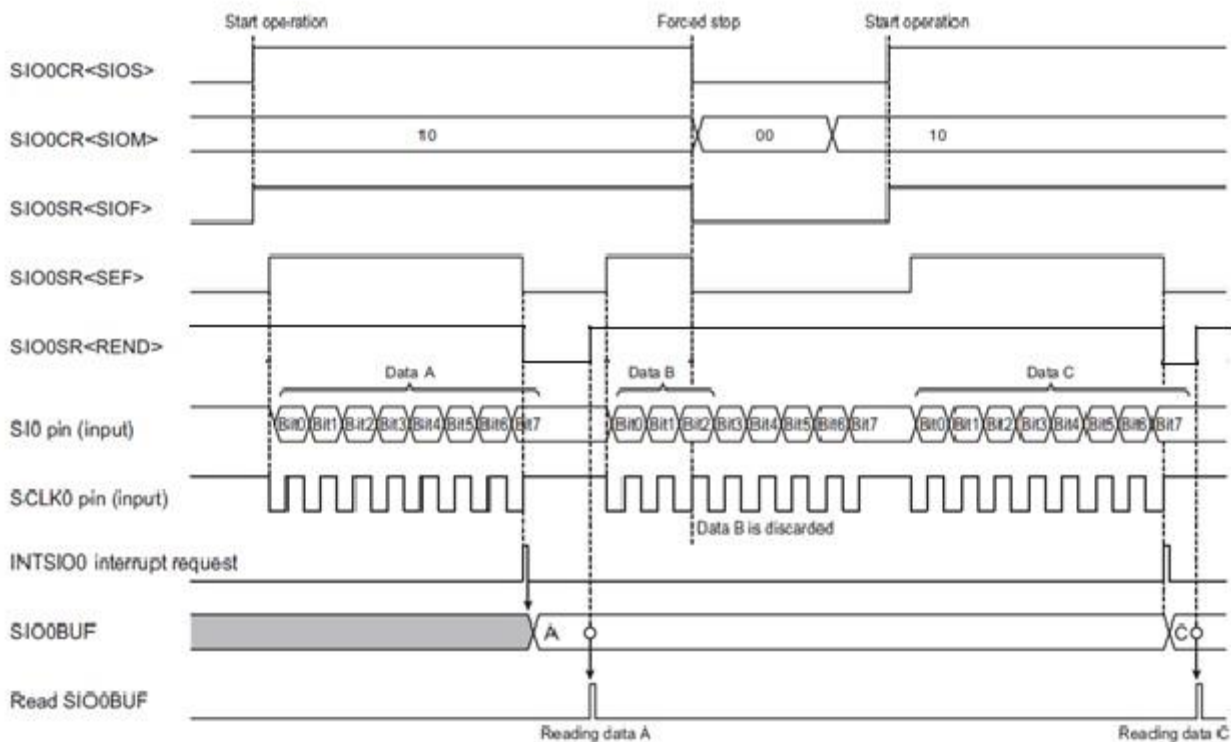 Start operation Forced stop Start operation
SIO0CR<SIOS>
SIO0CR<SIOM> 10 00 10
SIO0SR<SIOF>
SIO0SR<SEF>
SIO0SR<REND>
Data A Data B Data C
SI0 pin (input) Bit0 Bit1 Bit2 Bit3 Bit4 Bit5 Bit6 Bit7 Bit0 Bit1 Bit2 Bit3 Bit4 Bit5 Bit6 Bit7 Bit0 Bit1 Bit2 Bit3 Bit4 Bit5 Bit6 Bit7
SCLK0 pin (input)
Data B is discarded
INTSIO0 interrupt request
SIO0BUF A C
Read SIO0BUF
Reading data A Reading data C